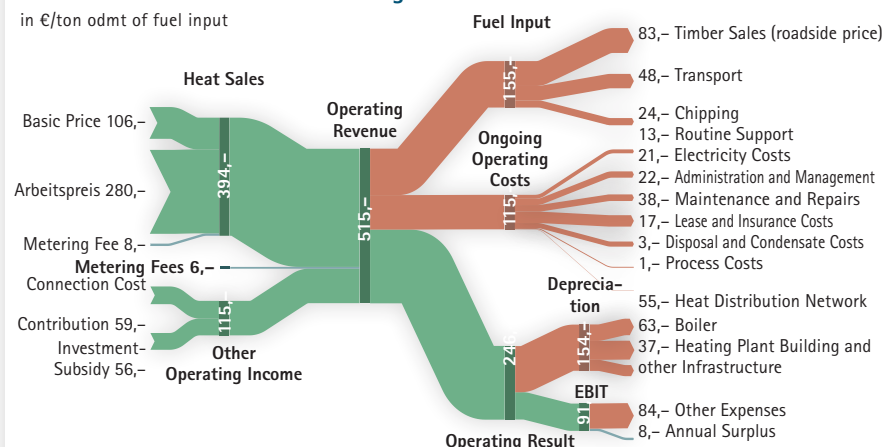 in €/ton odmt of fuel input
Heat Sales
Basic Price 106,–
Arbeitspreis 280,–
Metering Fee 8,–
394,–
Metering Fees 6,–
Connection Cost
Contribution 59,–
Investment-
Subsidy 56,–
115,–
Other
Operating Income
Operating
Revenue
515,–
Fuel Input
155,–
83,– Timber Sales (roadside price)
48,– Transport
24,– Chipping
Ongoing
Operating
Costs
115,–
13,– Routine Support
21,– Electricity Costs
22,– Administration and Management
38,– Maintenance and Repairs
17,– Lease and Insurance Costs
3,– Disposal and Condensate Costs
1,– Process Costs
246,–
Operating Result
Deprecia-
tion
154,–
55,– Heat Distribution Network
63,– Boiler
37,– Heating Plant Building and
other Infrastructure
EBIT
91
84,– Other Expenses
8,– Annual Surplus